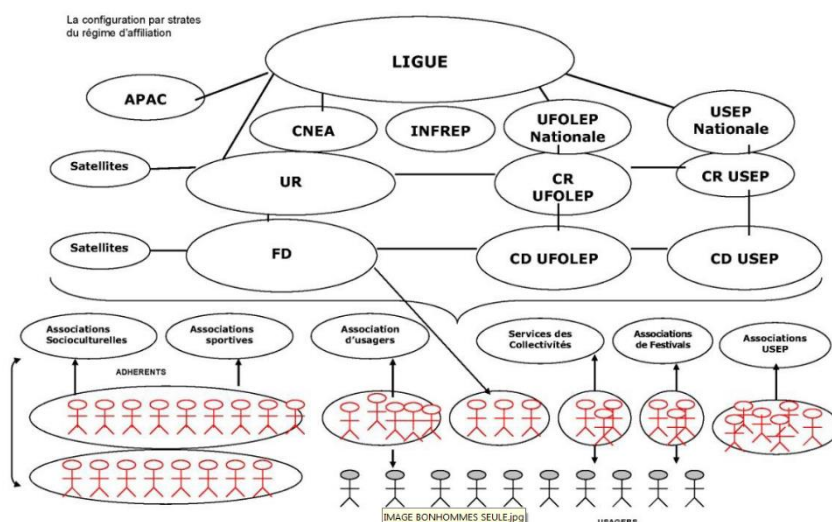 La configuration par strates
du régime d'affiliation
LIGUE
APAC
CNEA
INFREP
UFOLEP
Nationale
USEP
Nationale
Satellites
UR
CR
UFOLEP
CR USEP
Satellites
FD
CD UFOLEP
CD USEP
Associations
Socioculturelles
Associations
sportives
Association
d'usagers
Services des
Collectivités
Associations
de Festivals
Associations
USEP
ADHERENTS
IMAGE BONHOMMES SEULE.jpg
USAGERS